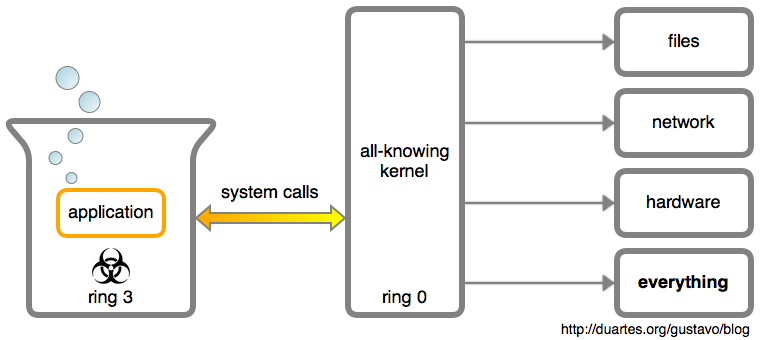 application
ring 3
system calls
all-knowing
kernel
ring 0
files
network
hardware
everything
http://duartes.org/gustavo/blog